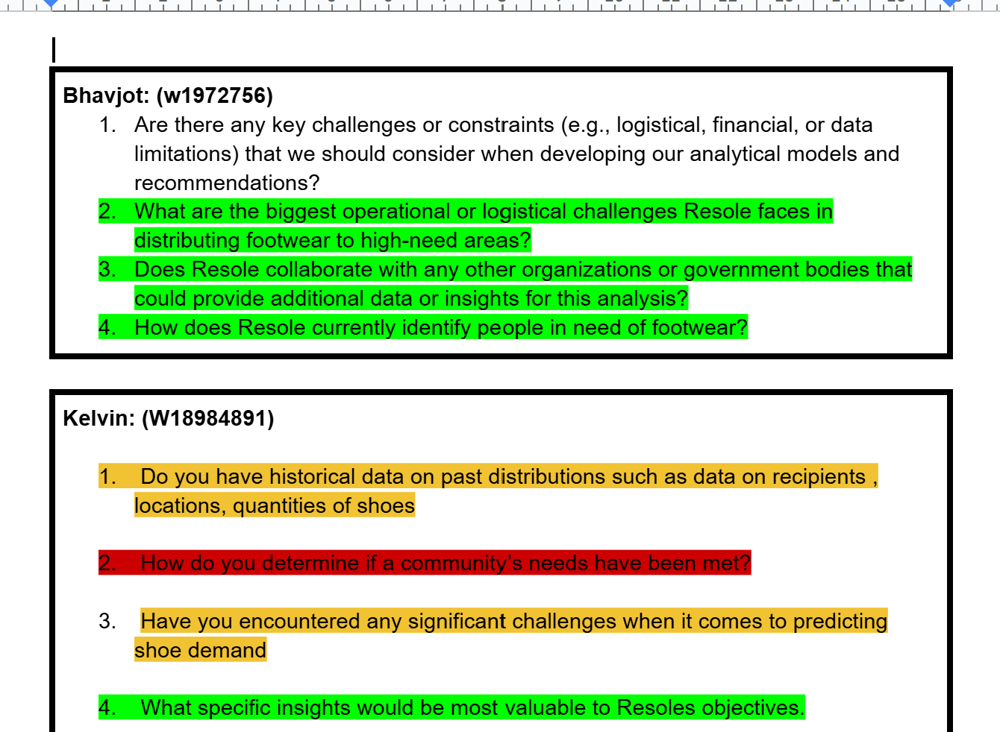 Bhavjot: (w1972756)
1. Are there any key challenges or constraints (e.g., logistical, financial, or data
limitations) that we should consider when developing our analytical models and
recommendations?
2. What are the biggest operational or logistical challenges Resole faces in
distributing footwear to high-need areas?
3. Does Resole collaborate with any other organizations or government bodies that
could provide additional data or insights for this analysis?
4. How does Resole currently identify people in need of footwear?
Kelvin: (W18984891)
1. Do you have historical data on past distributions such as data on recipients ,
locations, quantities of shoes
2. How do you determine if a community’s needs have been met?
3. Have you encountered any significant challenges when it comes to predicting
shoe demand
4. What specific insights would be most valuable to Resoles objectives.